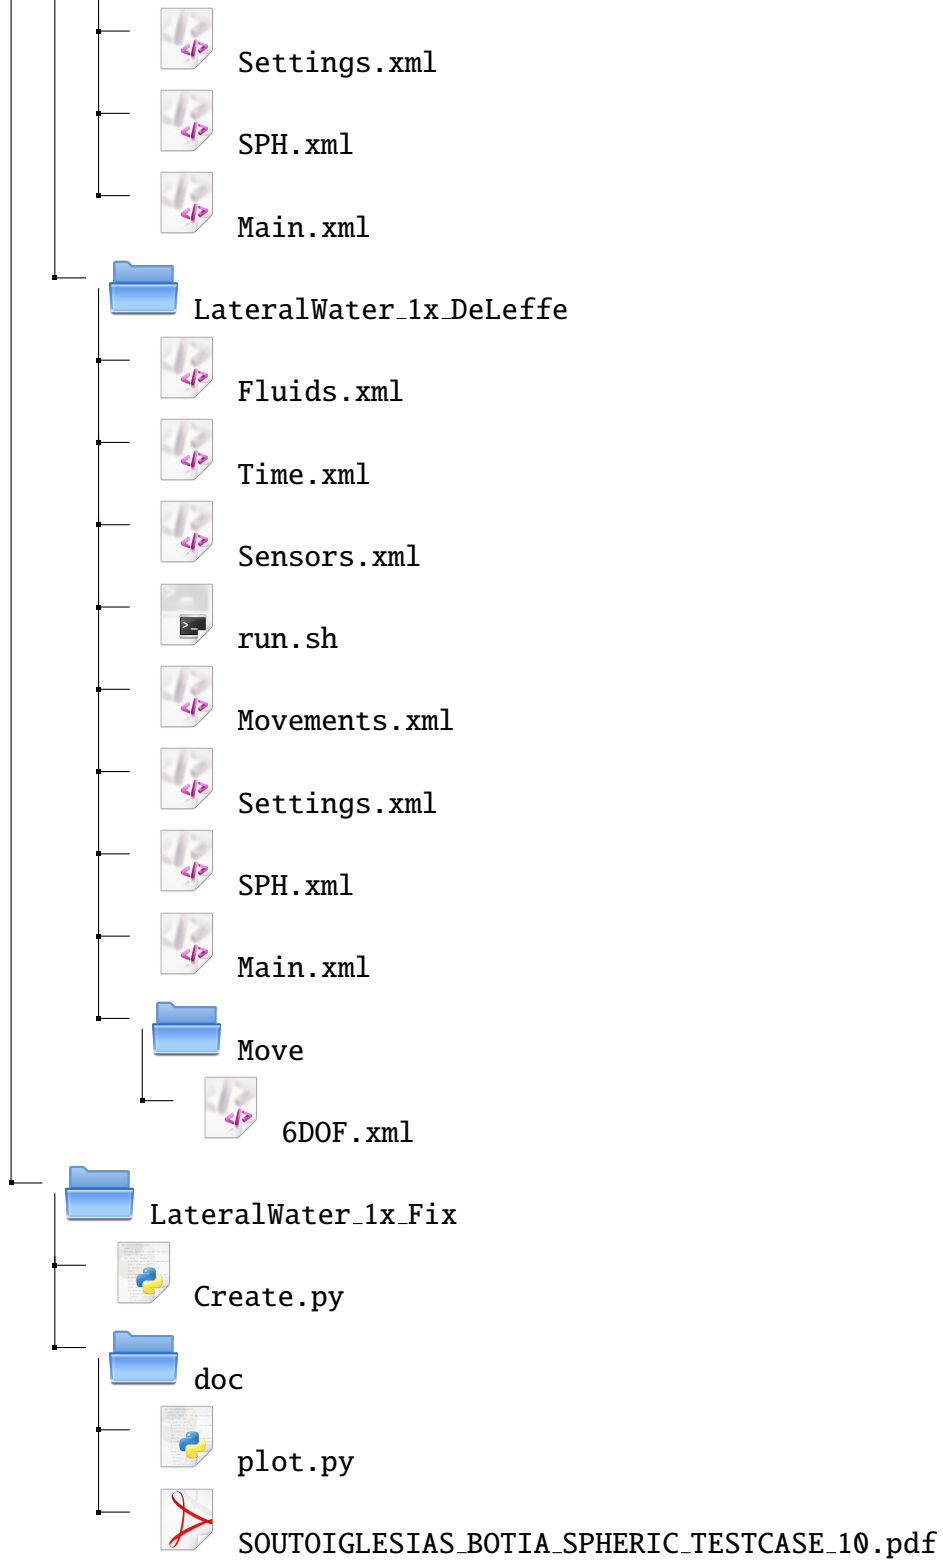 Settings.xml
SPH.xml
Main.xml
LateralWater_1x_DeLeffe
Fluids.xml
Time.xml
Sensors.xml
run.sh
Movements.xml
Settings.xml
SPH.xml
Main.xml
Move
6DOF.xml
LateralWater_1x_Fix
Create.py
doc
plot.py
SOUTOIGLESIAS_BOTIA_SPHERIC_TESTCASE_10.pdf